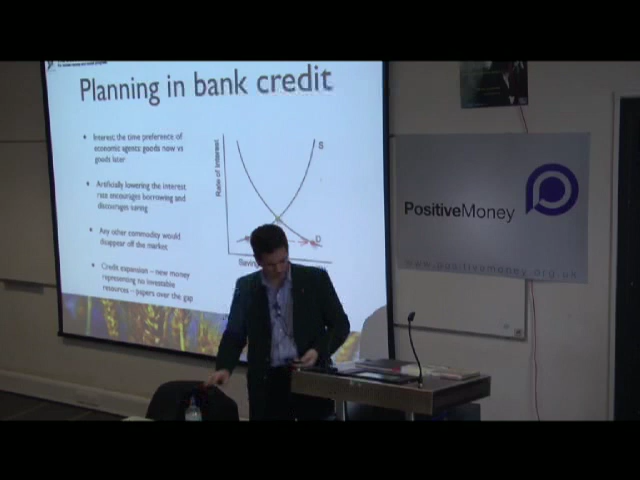 Planning in bank credit
Interest the time preference of
economic agents: goods now vs
goods later
Artificially lowering the interest
rate encourages borrowing and
discourages saving
Any other commodity would
disappear off the market.
Credit expansion – new money
representing no investable
resources – papers over the gap
Rate of Interest
S
D
PositiveMoney
www.positivemoney.org.uk